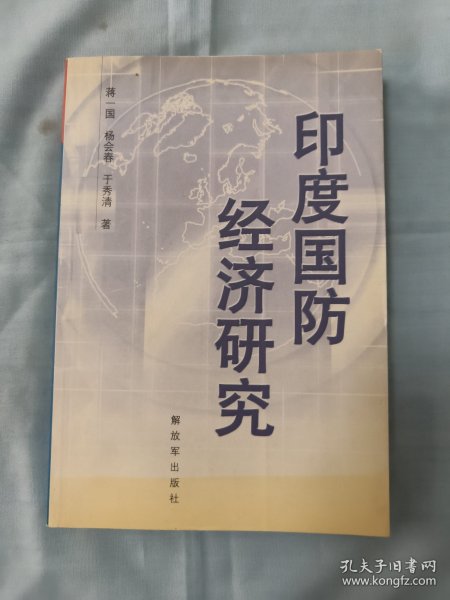 印度国防
经济研究
蒋一国 杨会春 于秀清 著
解放军出版社
孔夫子旧书网
www.kongfz.com